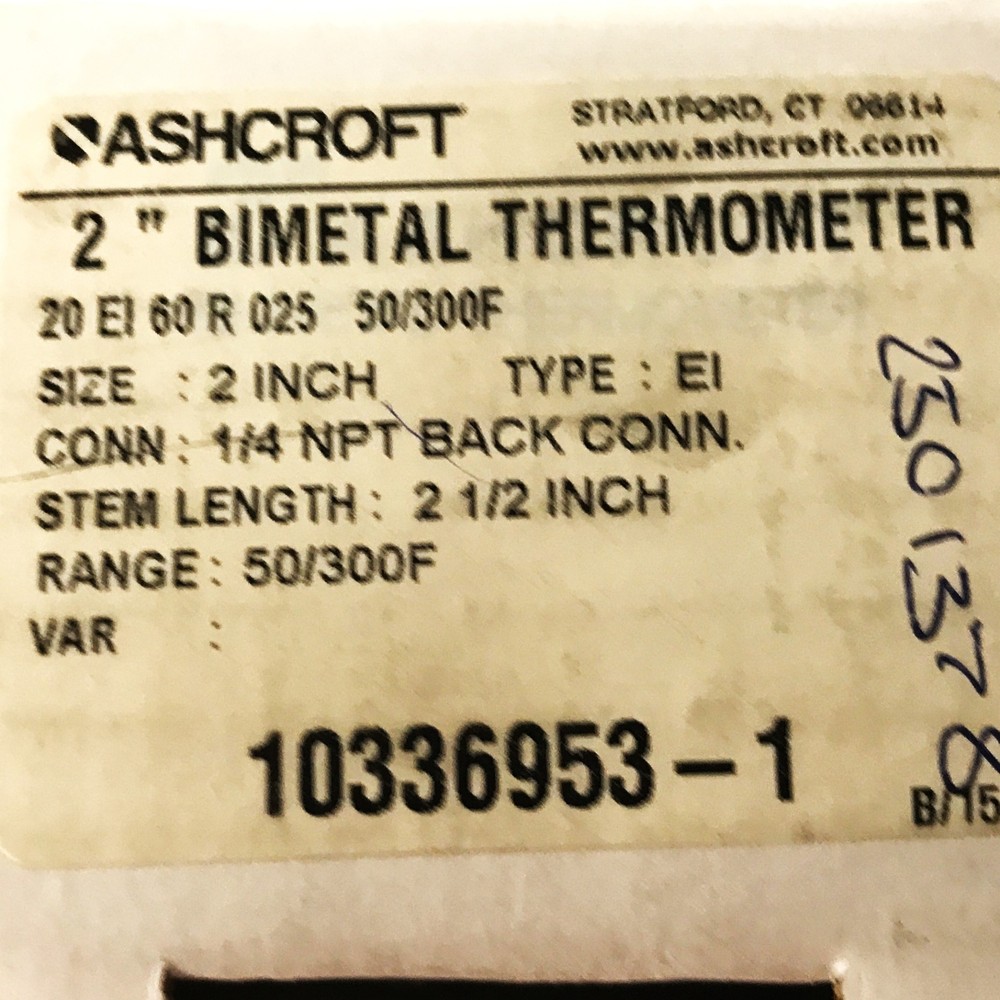 ASHCROFT
STRATFORD, CT 06614
www.ashcroft.com
2 " BIMETAL THERMOMETER
20 EI 60 R 025 50/300F
SIZE : 2 INCH TYPE : EI
CONN : 1/4 NPT BACK CONN.
STEM LENGTH : 2 1/2 INCH
RANGE : 50/300F
VAR :
10336953-1
B/15
2501378